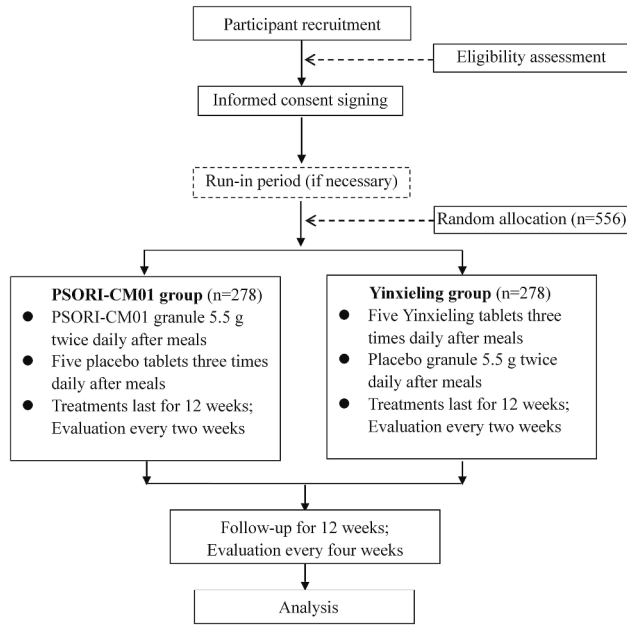 Participant recruitment
Eligibility assessment
Informed consent signing
Run-in period (if necessary)
Random allocation (n=556)
PSORI-CM01 group (n=278)
● PSORI-CM01 granule 5.5 g
twice daily after meals
● Five placebo tablets three times
daily after meals
● Treatments last for 12 weeks;
Evaluation every two weeks
Yinxieling group (n=278)
● Five Yinxieling tablets three
times daily after meals
● Placebo granule 5.5 g twice
daily after meals
● Treatments last for 12 weeks;
Evaluation every two weeks
Follow-up for 12 weeks;
Evaluation every four weeks
Analysis